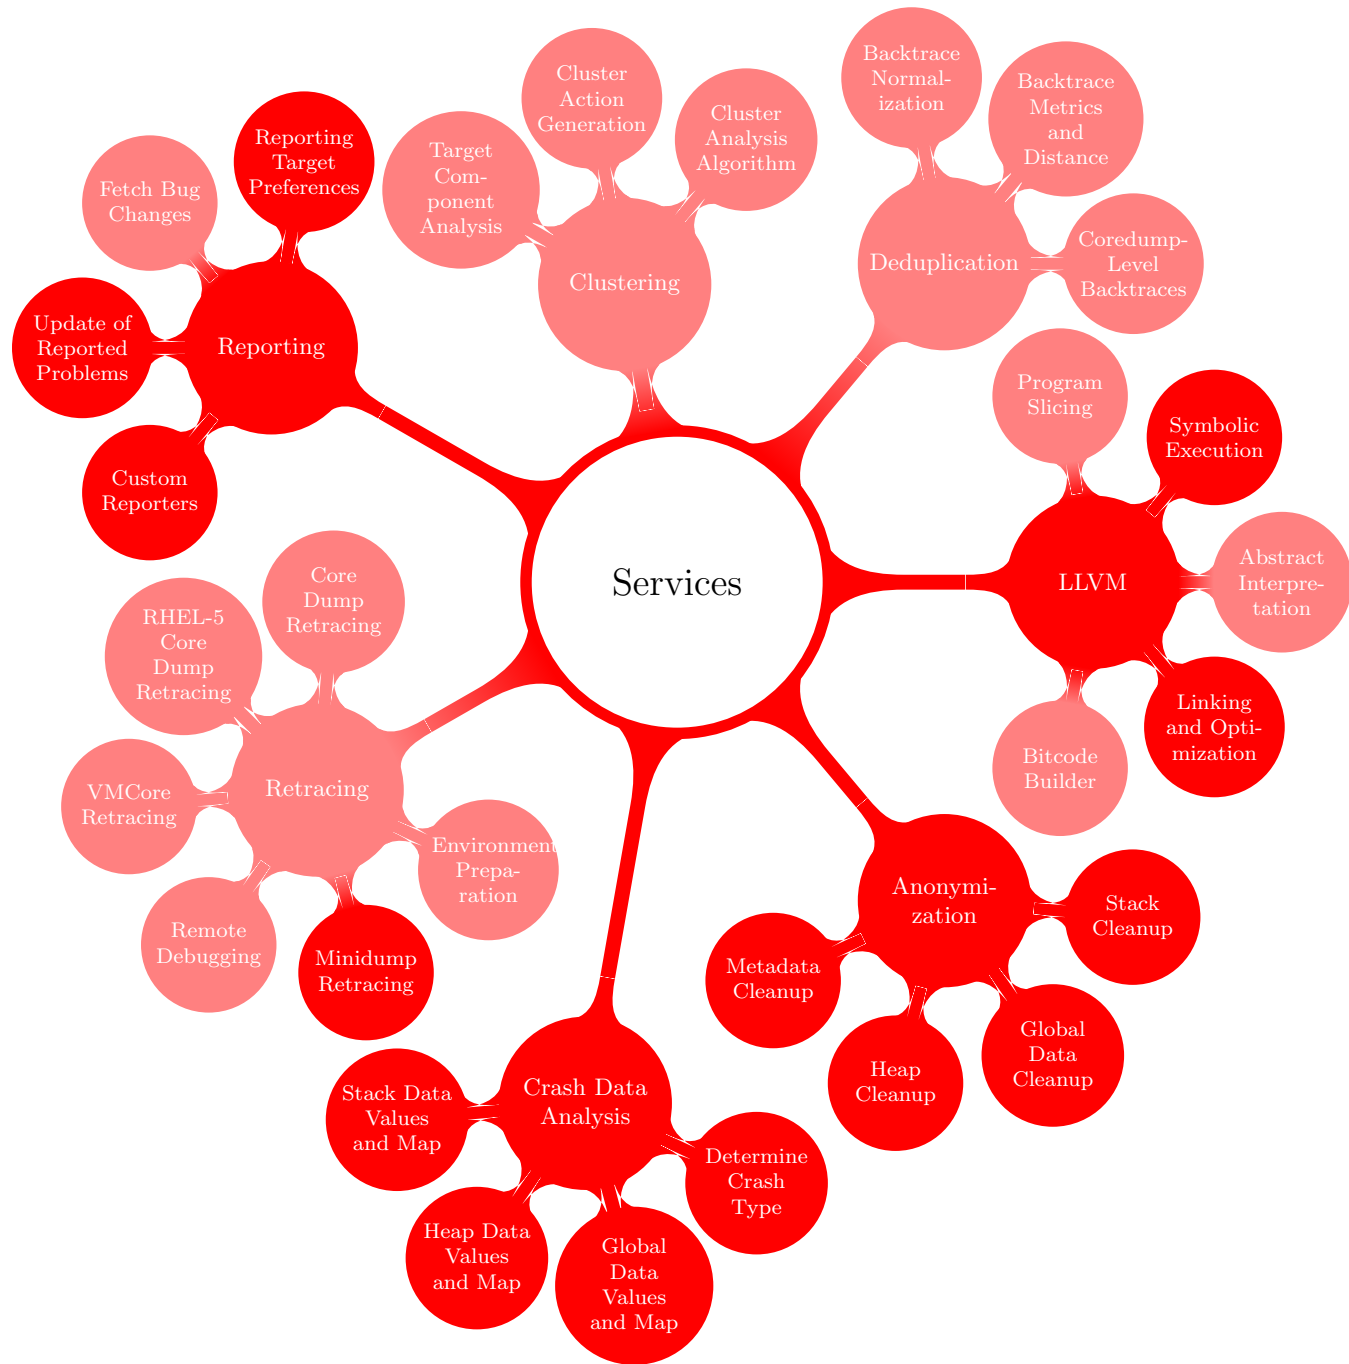 Backtrace
Normal-
ization
Backtrace
Metrics
and
Distance
Coredump-
Level
Backtraces
Deduplication
Cluster
Action
Generation
Cluster
Analysis
Algorithm
Target
Com-
ponent
Analysis
Clustering
Reporting
Target
Preferences
Fetch Bug
Changes
Update of
Reported
Problems
Custom
Reporters
Reporting
Program
Slicing
Symbolic
Execution
Abstract
Interpre-
tation
Linking
and Opti-
mization
Bitcode
Builder
LLVM
Services
Core
Dump
Retracing
RHEL-5
Core
Dump
Retracing
VMCore
Retracing
Remote
Debugging
Minidump
Retracing
Environment
Prepa-
ration
Retracing
Anonymi-
zation
Stack
Cleanup
Metadata
Cleanup
Heap
Cleanup
Global
Data
Cleanup
Crash Data
Analysis
Stack Data
Values
and Map
Heap Data
Values
and Map
Global
Data
Values
and Map
Determine
Crash
Type